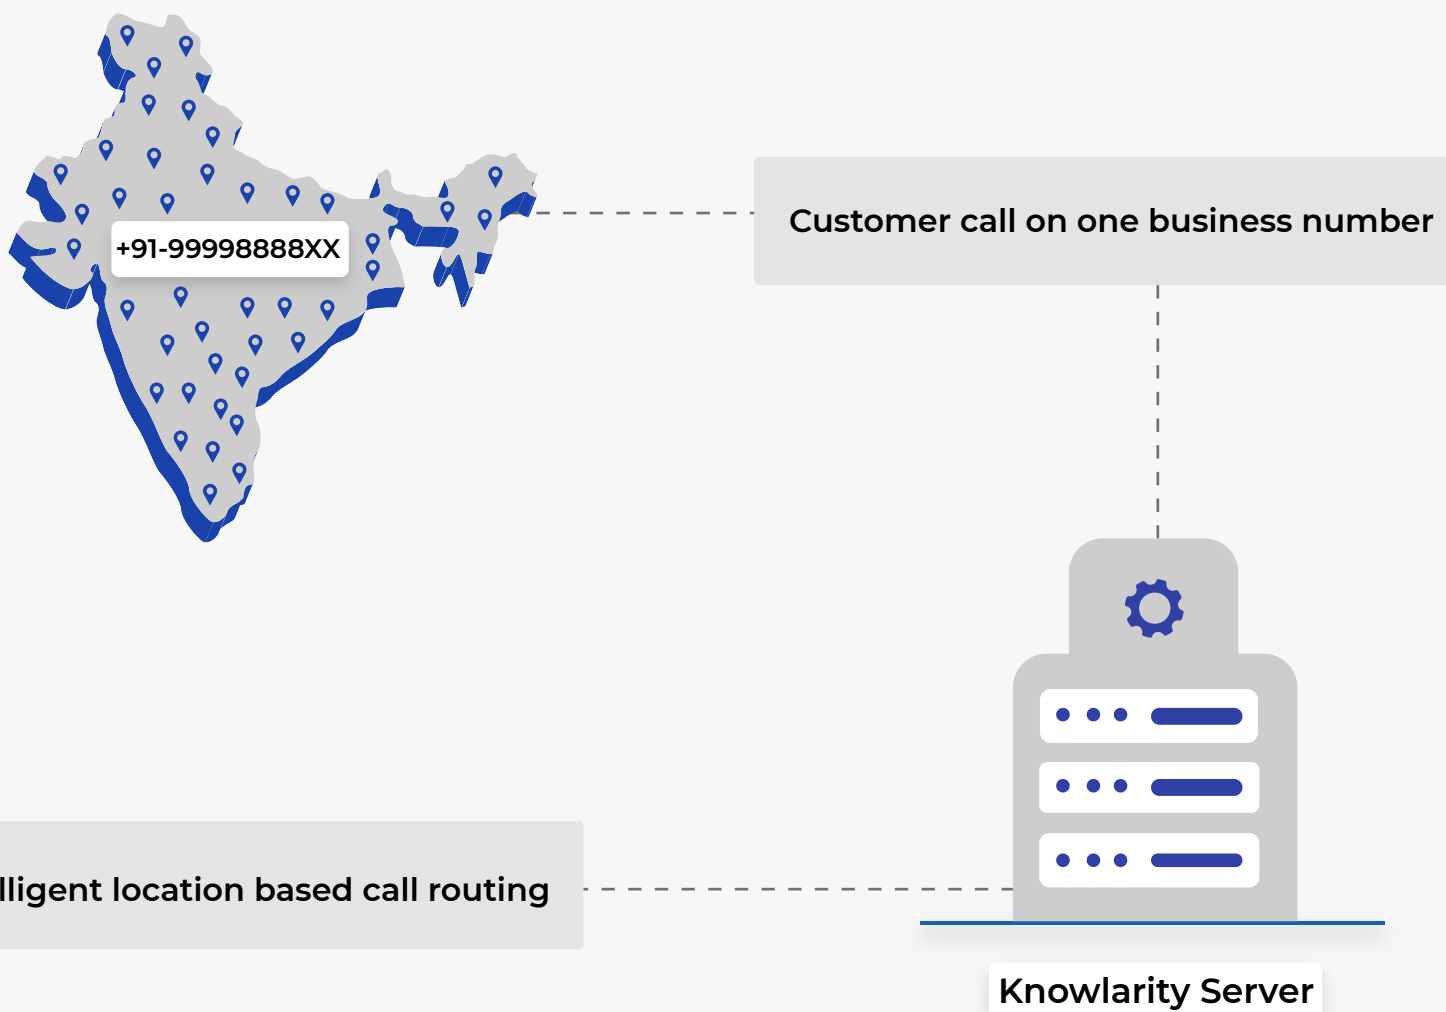 +91-99998888XX
Customer call on one business number
lligent location based call routing
Knowlarity Server